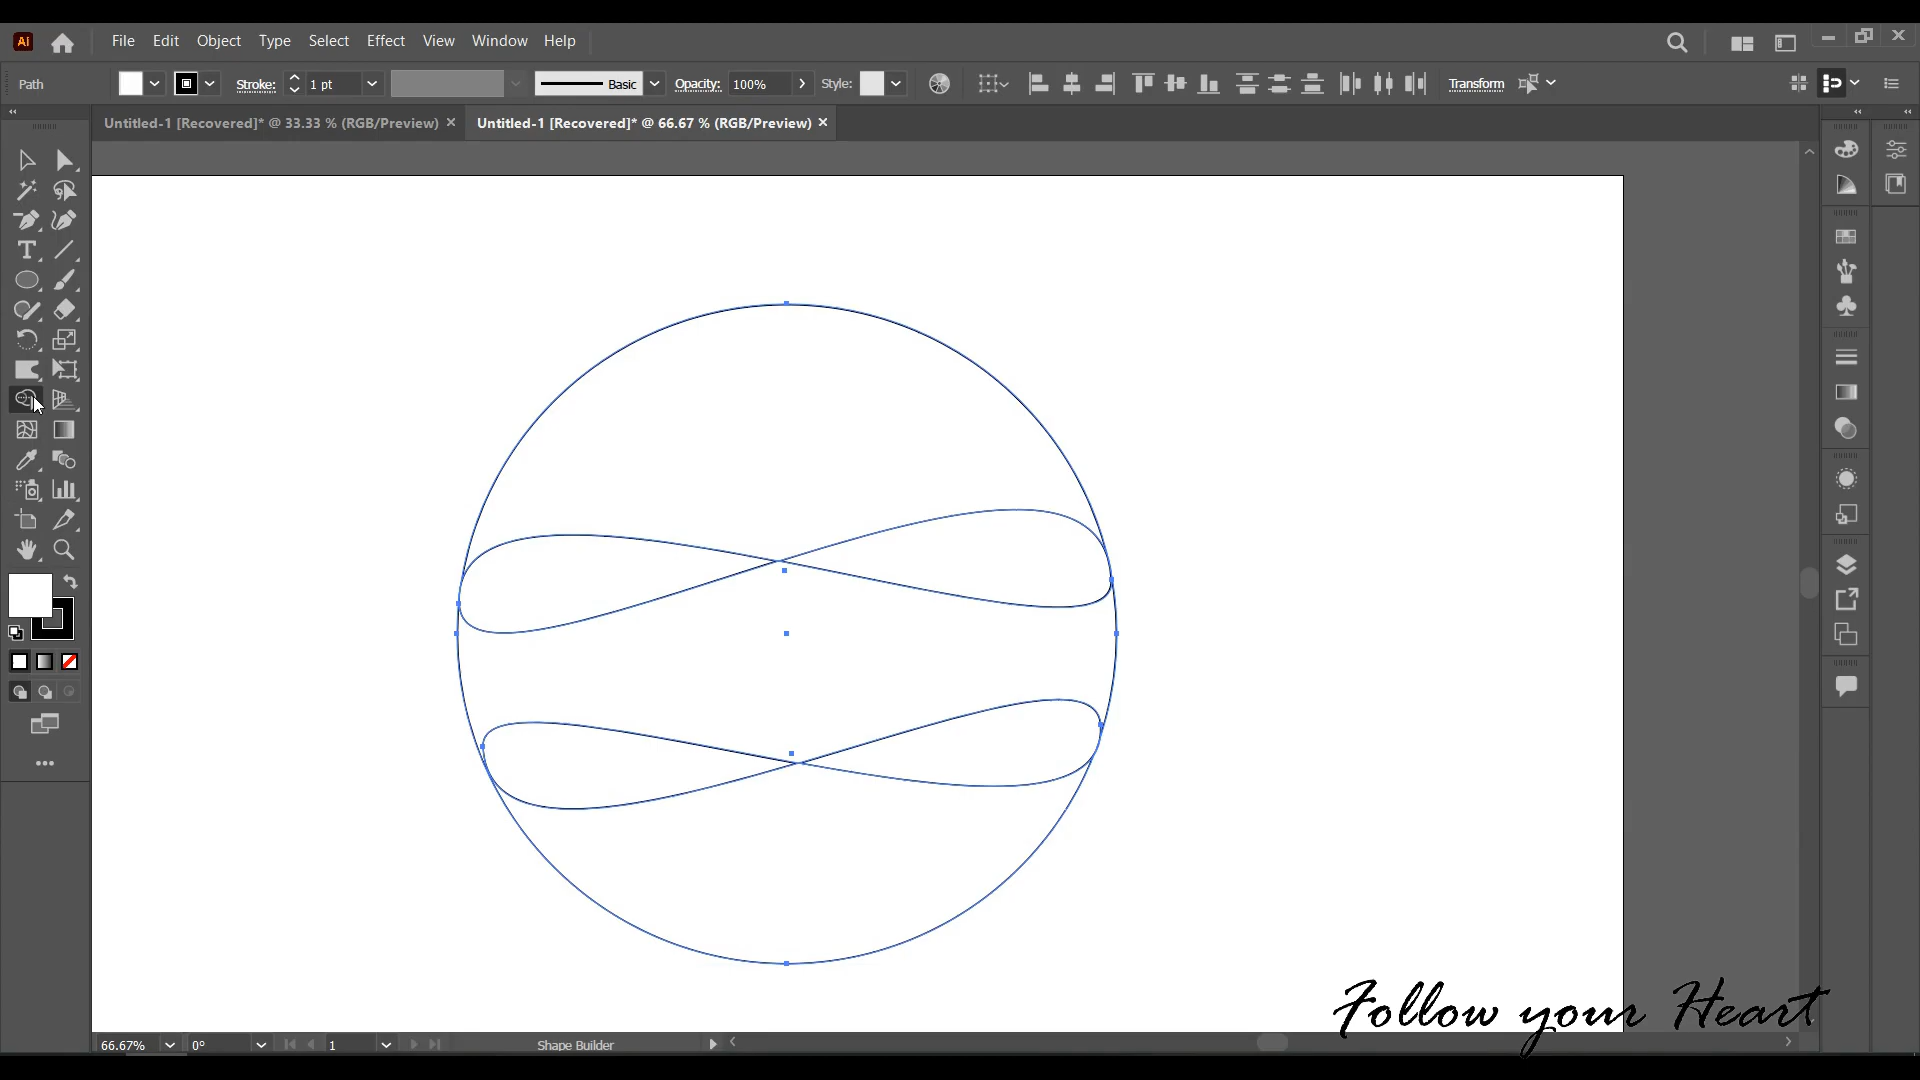 Ai File Edit Object Type Select Effect View Window Help
Path Stroke: 1 pt Basic Opacity: 100% Style: Transform
Untitled-1 [Recovered]* @ 33.33 % (RGB/Preview) × Untitled-1 [Recovered]* @ 66.67 % (RGB/Preview) ×
Follow your Heart
66.67% 0° 1 Shape Builder